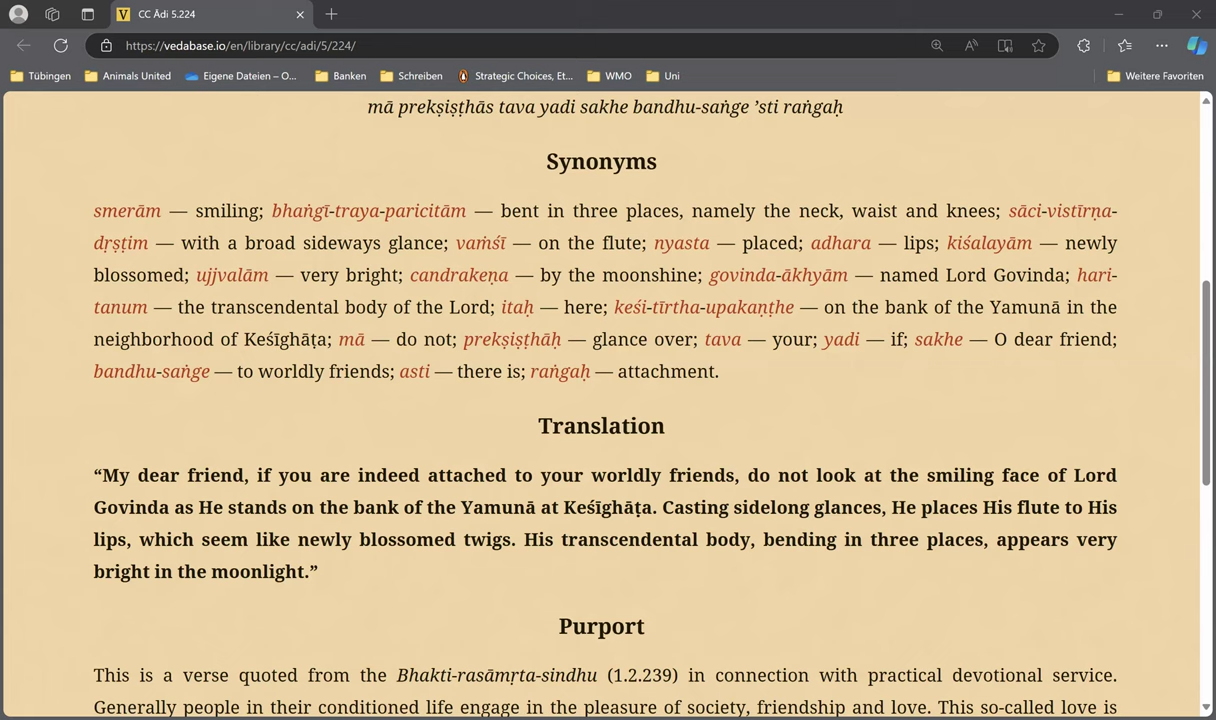 CC Ādi 5.224
https://vedabase.io/en/library/cc/adi/5/224/
Tübingen
Animals United
Eigene Dateien – O...
Banken
Schreiben
Strategic Choices, Et...
WMO
Uni
Weitere Favoriten
mā prekṣiṣṭhās tava yadi sakhe bandhu-saṅge ’sti raṅgaḥ
Synonyms
smerām — smiling; bhaṅgī-traya-paricitām — bent in three places, namely the neck, waist and knees; sāci-vistīrṇa-
dṛṣṭim — with a broad sideways glance; vaṁśī — on the flute; nyasta — placed; adhara — lips; kiśalayām — newly
blossomed; ujjvalām — very bright; candrakeṇa — by the moonshine; govinda-ākhyām — named Lord Govinda; hari-
tanum — the transcendental body of the Lord; itaḥ — here; keśi-tīrtha-upakaṇṭhe — on the bank of the Yamunā in the
neighborhood of Keśīghāṭa; mā — do not; prekṣiṣṭhāḥ — glance over; tava — your; yadi — if; sakhe — O dear friend;
bandhu-saṅge — to worldly friends; asti — there is; raṅgaḥ — attachment.
Translation
“My dear friend, if you are indeed attached to your worldly friends, do not look at the smiling face of Lord
Govinda as He stands on the bank of the Yamunā at Keśīghāṭa. Casting sidelong glances, He places His flute to His
lips, which seem like newly blossomed twigs. His transcendental body, bending in three places, appears very
bright in the moonlight.”
Purport
This is a verse quoted from the Bhakti-rasāmṛta-sindhu (1.2.239) in connection with practical devotional service.
Generally people in their conditioned life engage in the pleasure of society, friendship and love. This so-called love is